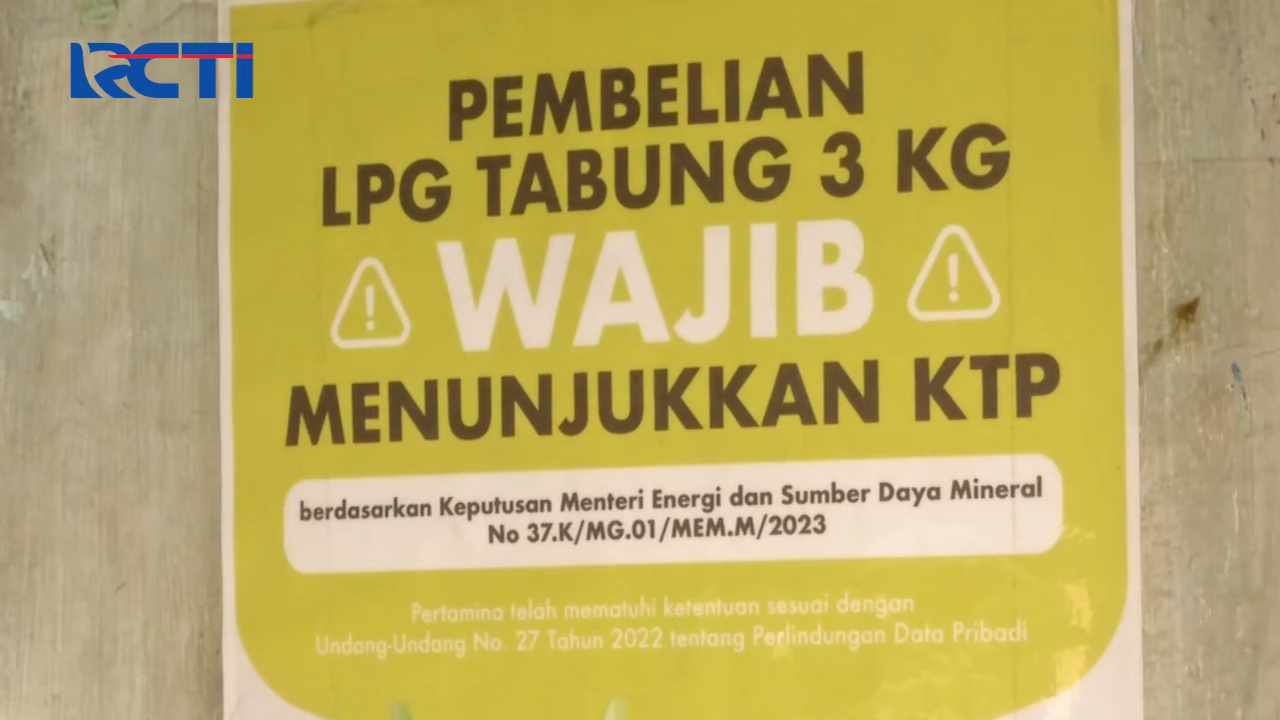 RCTI
PEMBELIAN
LPG TABUNG 3 KG
WAJIB
MENUNJUKKAN KTP
berdasarkan Keputusan Menteri Energi dan Sumber Daya Mineral
No 37.K/MG.01/MEM.M/2023
Pertamina telah mematuhi ketentuan sesuai dengan
Undang-Undang No. 27 Tahun 2022 tentang Perlindungan Data Pribadi